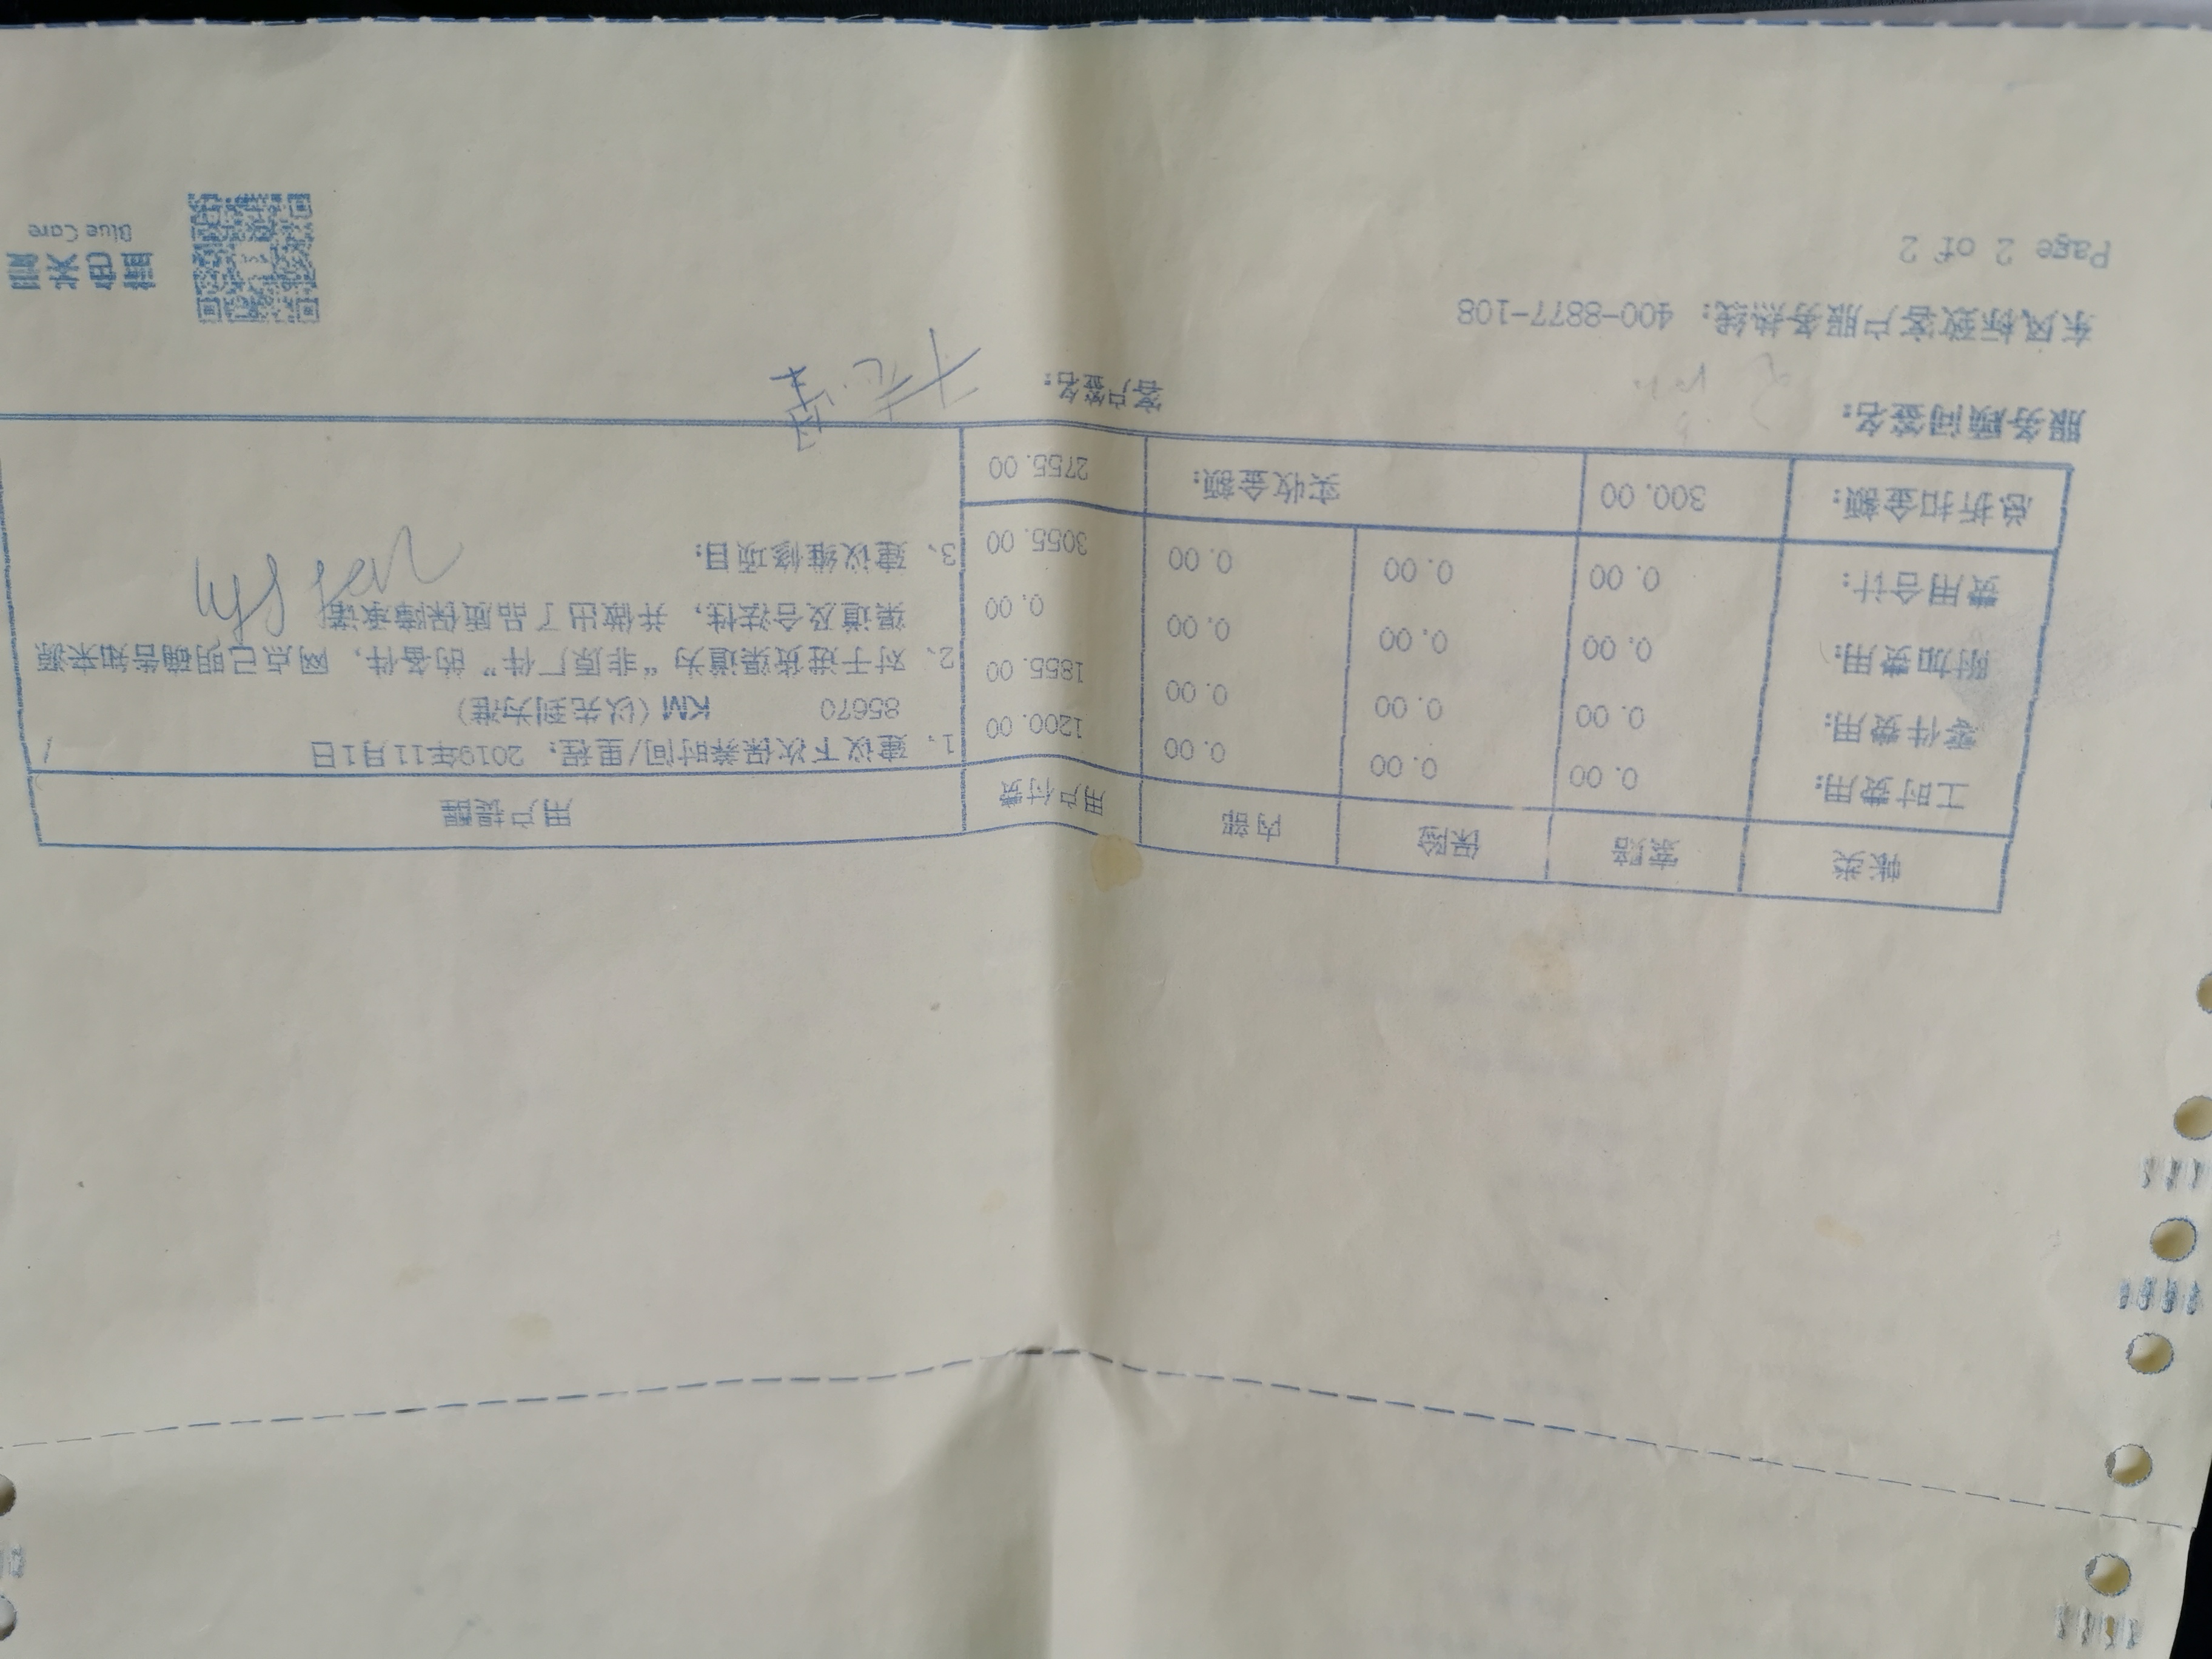 帐类 索赔 保险 内部 用户付费 用户提醒
工时费用: 0.00 0.00 0.00 1200.00 1、建议下次保养时间/里程: 2019年11月1日
85670 KM(以先到为准)
零件费用: 0.00 0.00 0.00 1855.00 2、对于进货渠道为“非原厂件”的备件, 网点已明确告知来源
附加费用: 0.00 0.00 0.00 0.00 渠道及合法性, 并做出了品质保障承诺
费用合计: 0.00 0.00 0.00 3055.00 3、建议维修项目:
总折扣金额: 300.00 实收金额: 2755.00
服务顾问签名: 客户签名:
东风标致客户服务热线: 400-8877-108
Page 2 of 2
Blue Care